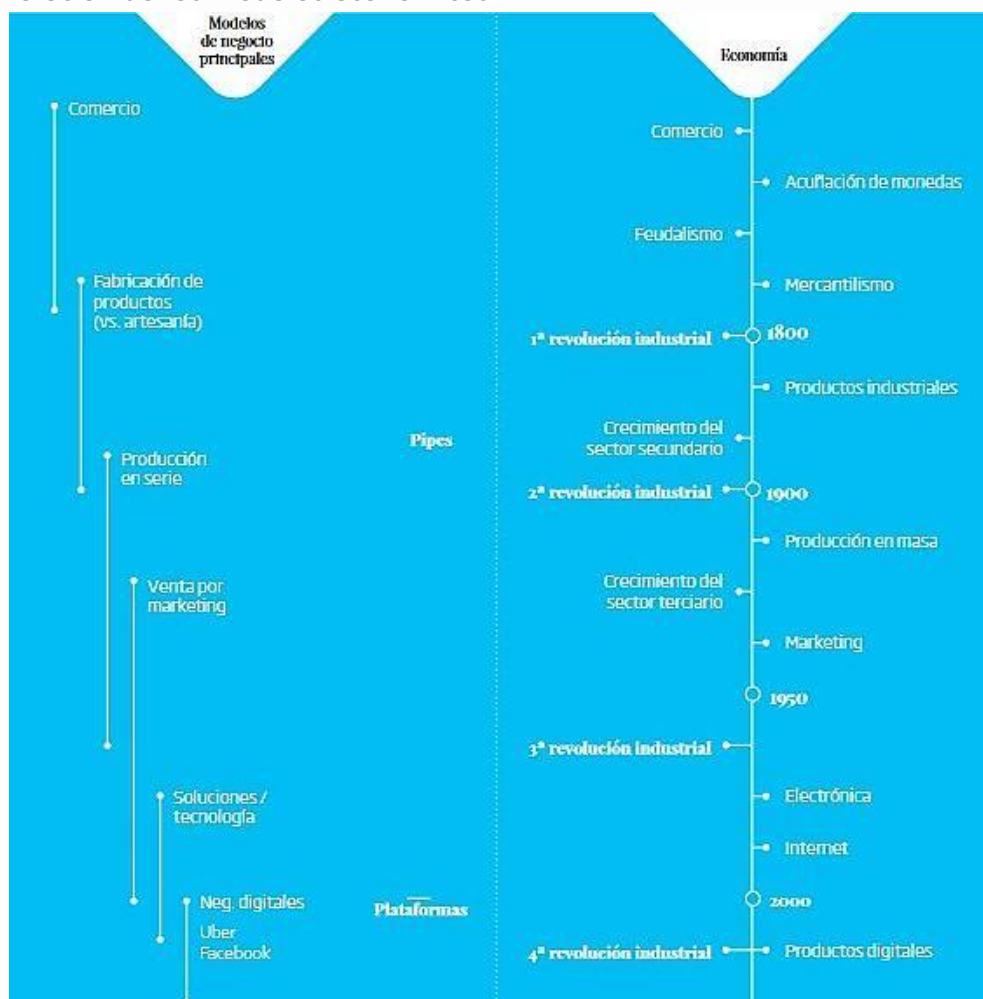 Modelos
de negocio
principales
Comercio
Fabricación de
productos
(vs. artesanía)
Producción
en serie
Venta por
marketing
Soluciones /
tecnología
Neg. digitales
Uber
Facebook
Pipes
Plataformas
Economía
Comercio
Acuñación de monedas
Feudalismo
Mercantilismo
1ª revolución industrial
1800
Productos industriales
Crecimiento del
sector secundario
2ª revolución industrial
1900
Producción en masa
Crecimiento del
sector terciario
Marketing
1950
3ª revolución industrial
Electrónica
Internet
2000
4ª revolución industrial
Productos digitales